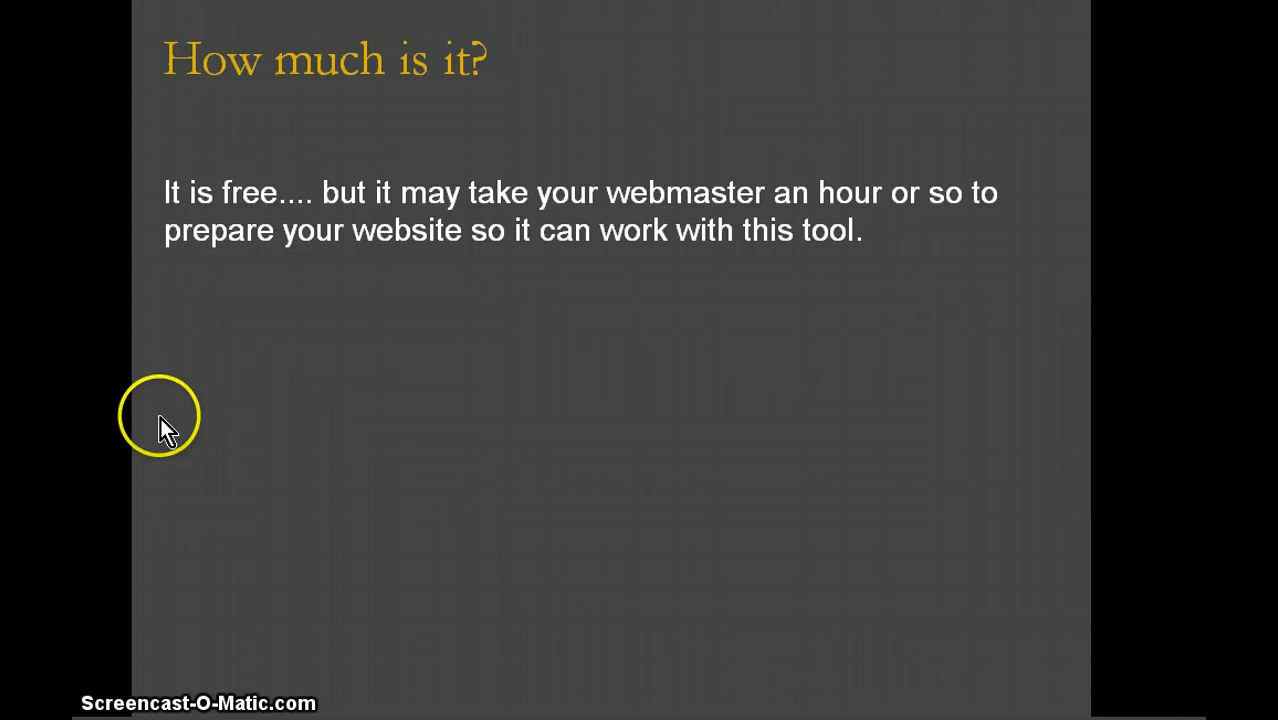 How much is it?
It is free.... but it may take your webmaster an hour or so to
prepare your website so it can work with this tool.
Screencast-O-Matic.com